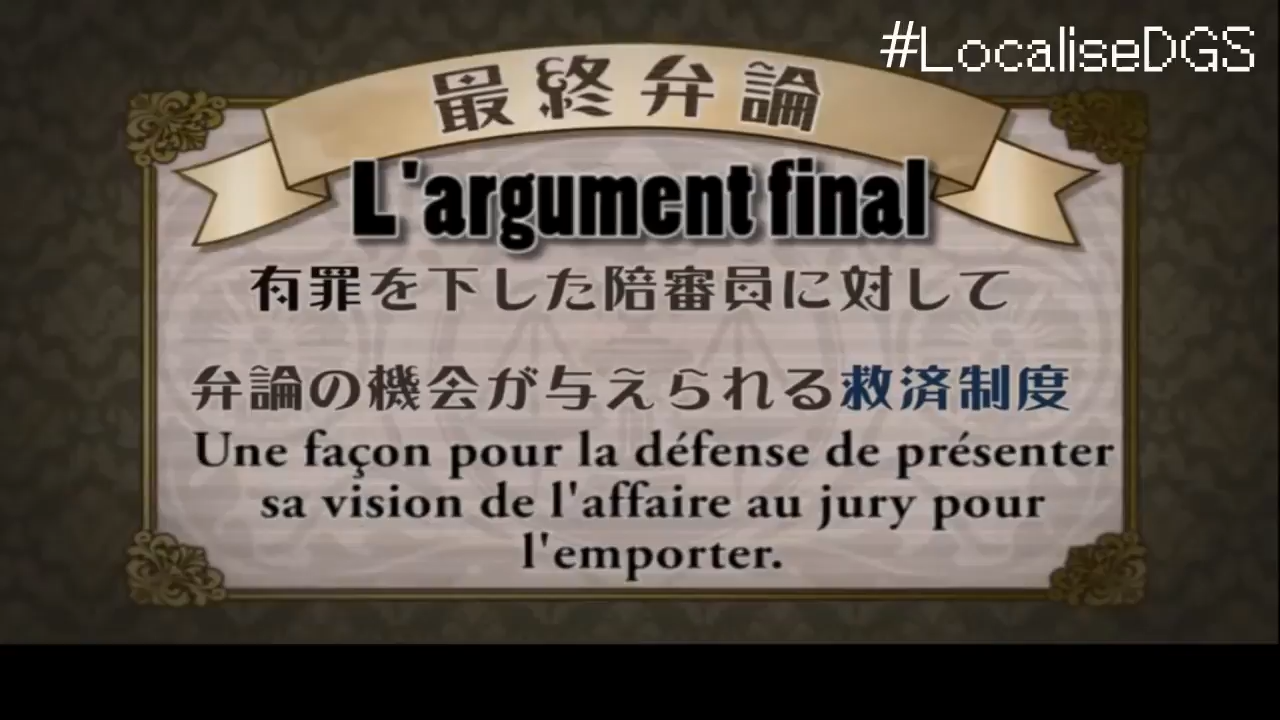 #LocaliseDGS
最終弁論
L'argument final
有罪を下した陪審員に対して
弁論の機会が与えられる救済制度
Une façon pour la défense de présenter
sa vision de l'affaire au jury pour
l'emporter.